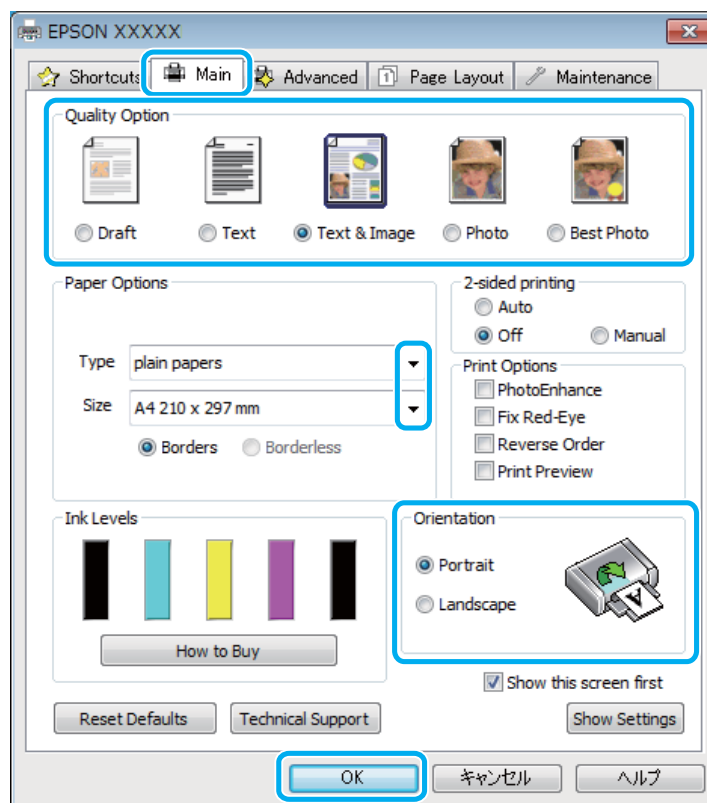 EPSON XXXXX
Shortcuts Main Advanced Page Layout Maintenance
Quality Option
Draft Text Text & Image Photo Best Photo
Paper Options
Type plain papers
Size A4 210 x 297 mm
Borders Borderless
2-sided printing
Auto
Off Manual
Print Options
PhotoEnhance
Fix Red-Eye
Reverse Order
Print Preview
Ink Levels
How to Buy
Orientation
Portrait
Landscape
Show this screen first
Reset Defaults Technical Support Show Settings
OK キャンセル ヘルプ